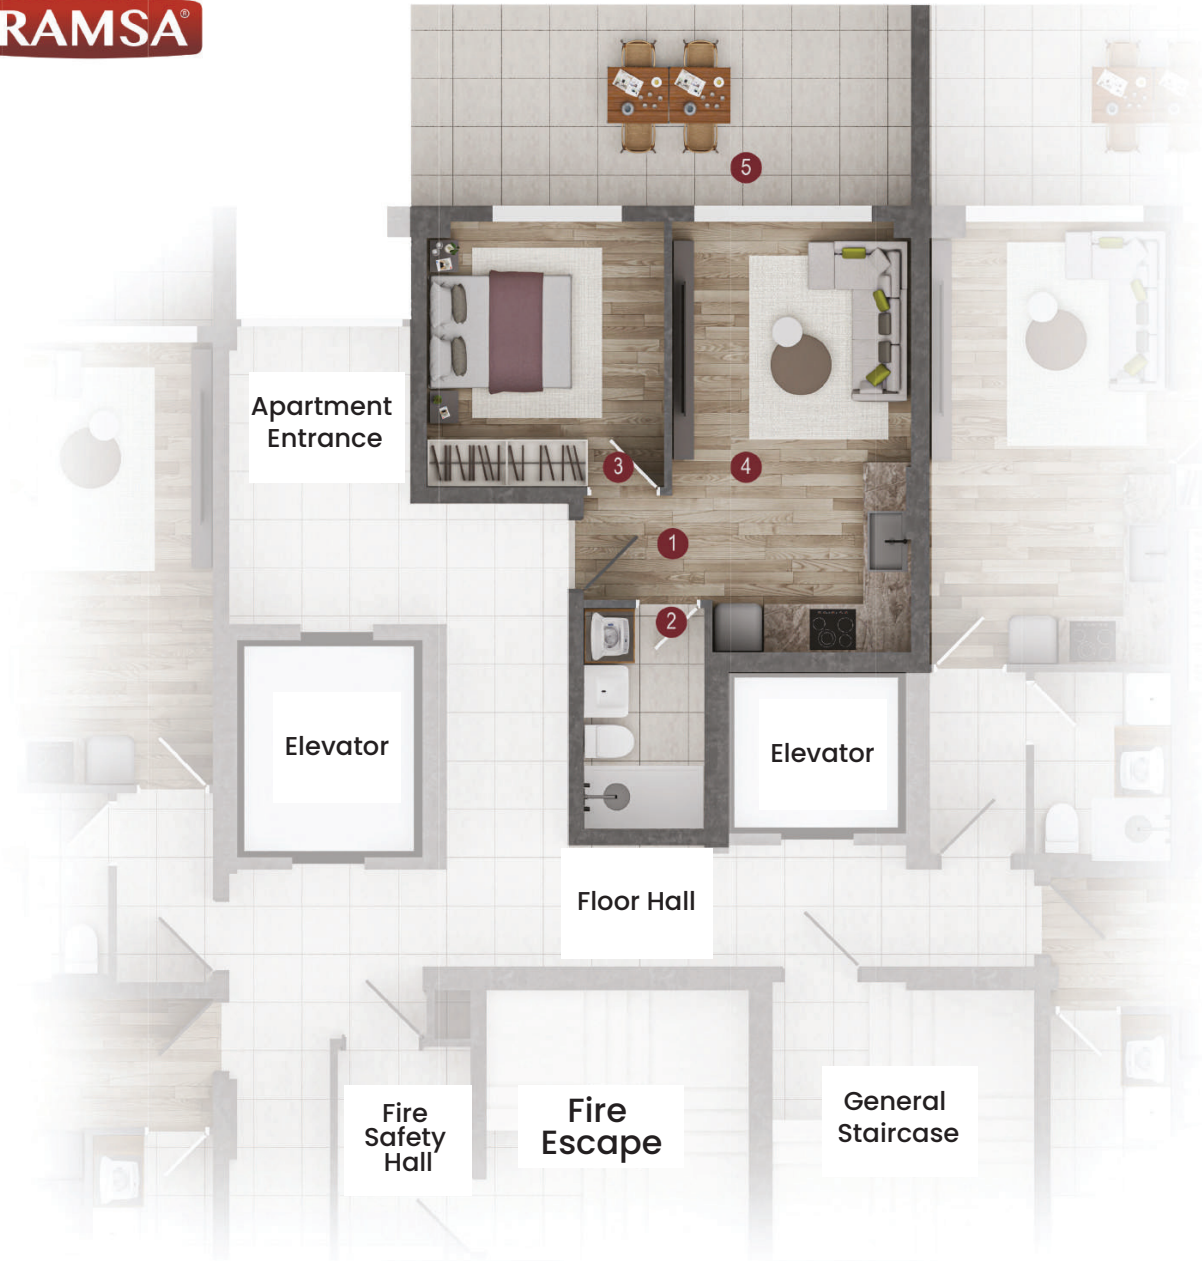 RAMSA®
5
3
4
1
2
Apartment
Entrance
Elevator
Elevator
Floor Hall
Fire
Safety
Hall
Fire
Escape
General
Staircase